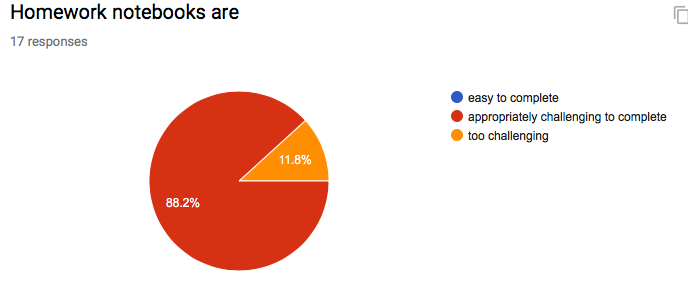 Homework notebooks are
17 responses
easy to complete
appropriately challenging to complete
too challenging
11.8%
88.2%